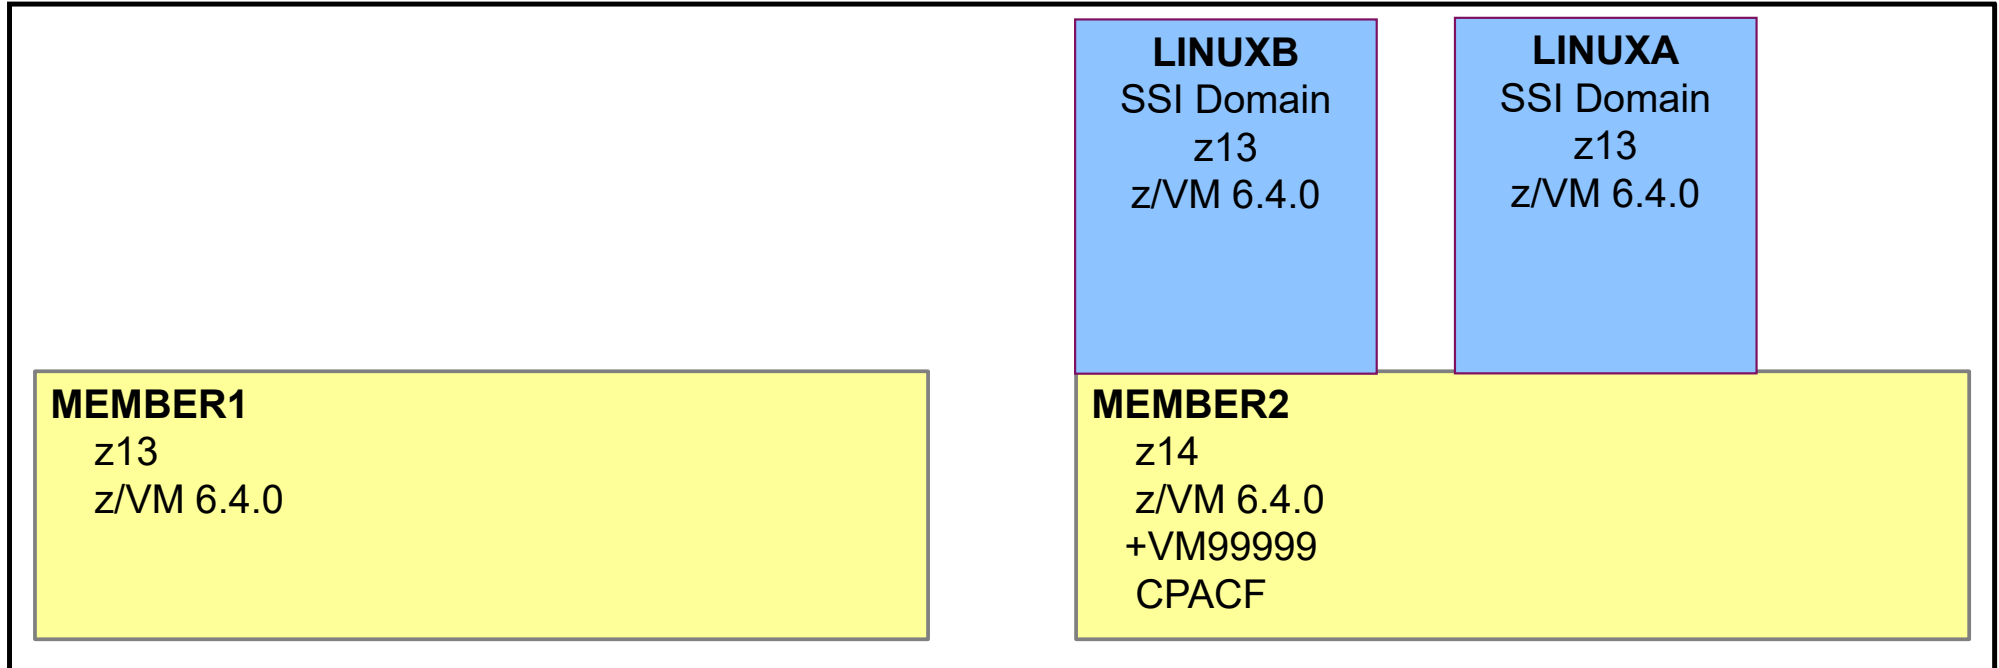 LINUXB
SSI Domain
z13
z/VM 6.4.0
LINUXA
SSI Domain
z13
z/VM 6.4.0
MEMBER1
z13
z/VM 6.4.0
MEMBER2
z14
z/VM 6.4.0
+VM99999
CPACF